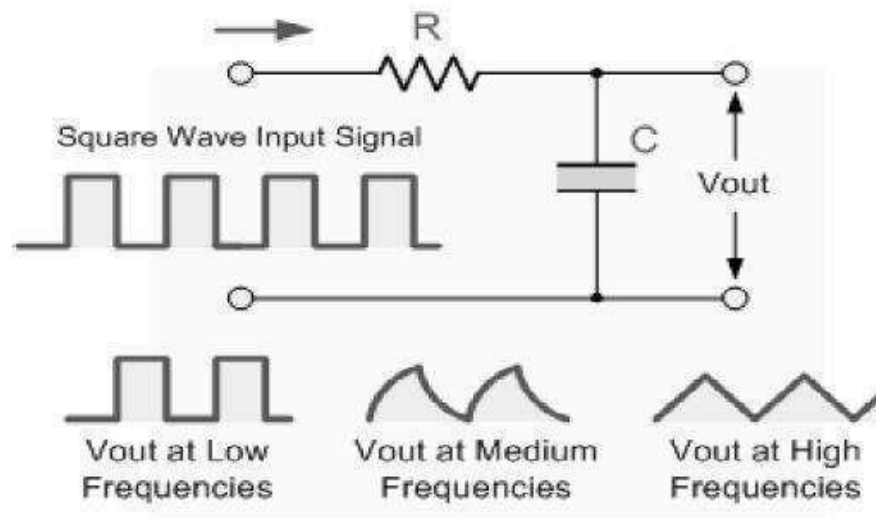 R
Square Wave Input Signal
C
Vout
Vout at Low
Frequencies
Vout at Medium
Frequencies
Vout at High
Frequencies